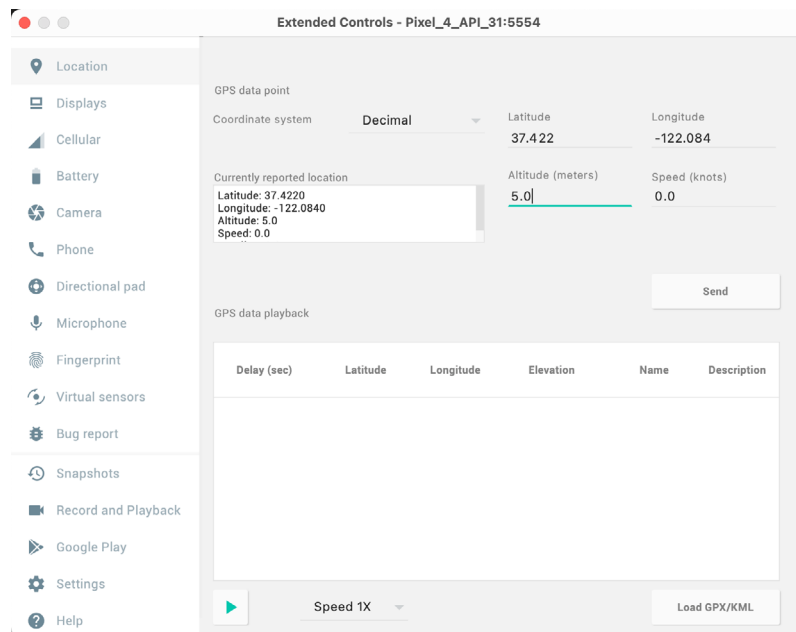 Extended Controls - Pixel_4_API_31:5554
Location
Displays
Cellular
Battery
Camera
Phone
Directional pad
Microphone
Fingerprint
Virtual sensors
Bug report
Snapshots
Record and Playback
Google Play
Settings
Help
GPS data point
Coordinate system
Decimal
Latitude
37.422
Longitude
-122.084
Currently reported location
Latitude: 37.4220
Longitude: -122.0840
Altitude: 5.0
Speed: 0.0
Altitude (meters)
5.0
Speed (knots)
0.0
Send
GPS data playback
Delay (sec) Latitude Longitude Elevation Name Description
Speed 1X
Load GPX/KML